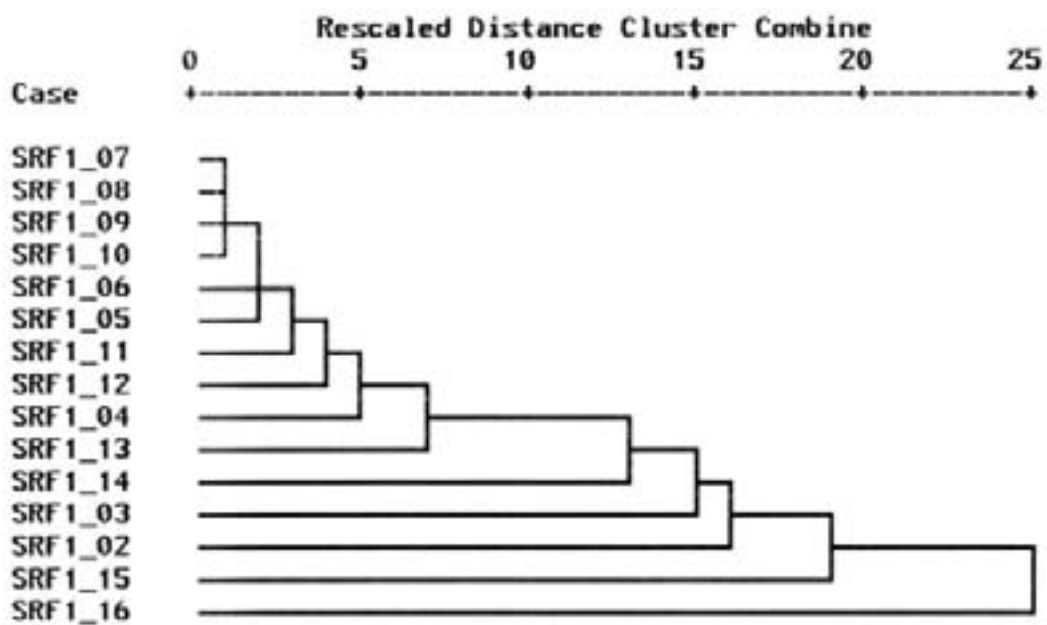 Rescaled Distance Cluster Combine
0 5 10 15 20 25
Case
SRF1_07
SRF1_08
SRF1_09
SRF1_10
SRF1_06
SRF1_05
SRF1_11
SRF1_12
SRF1_04
SRF1_13
SRF1_14
SRF1_03
SRF1_02
SRF1_15
SRF1_16